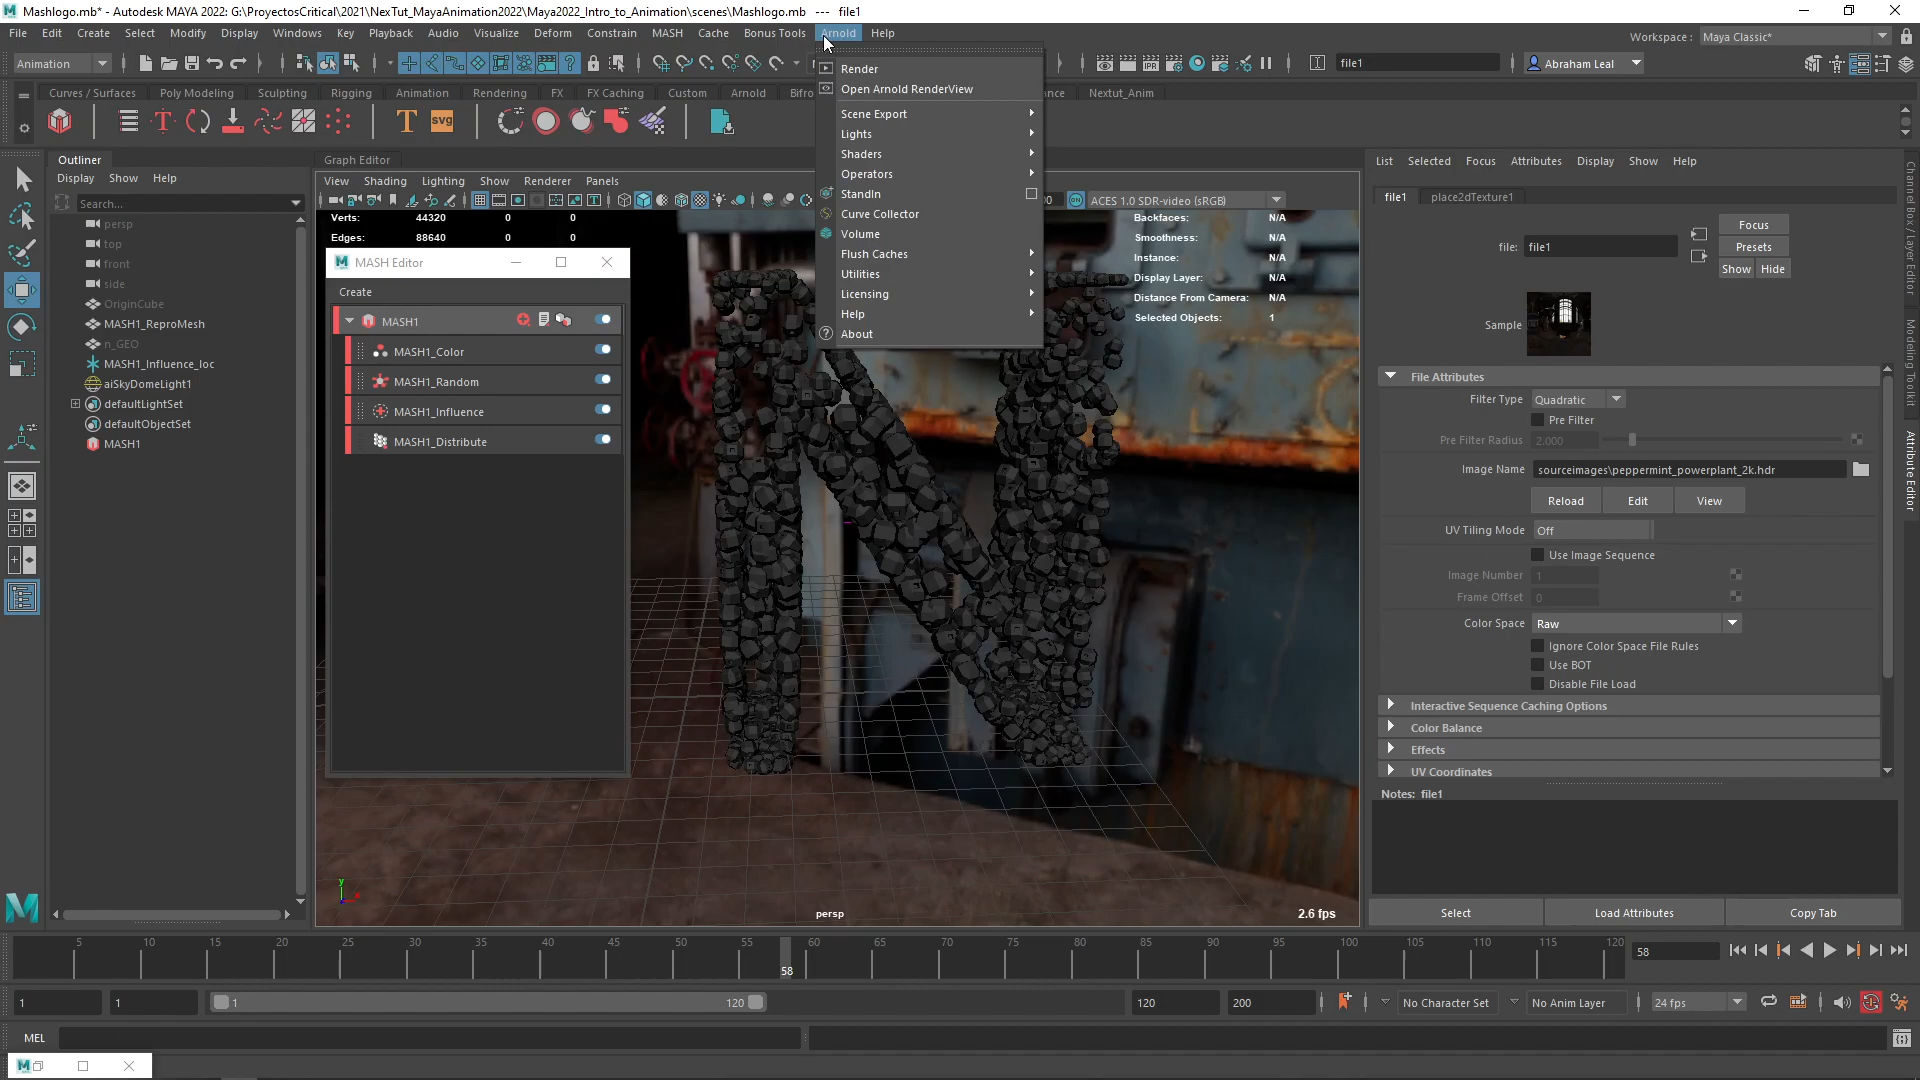 Mashlogo.mb* - Autodesk MAYA 2022: G:\ProyectosCritical\2021\NexTut_MayaAnimation2022\Maya2022_Intro_to_Animation\scenes\Mashlogo.mb --- file1
File Edit Create Select Modify Display Windows Key Playback Audio Visualize Deform Constrain MASH Cache Bonus Tools Arnold Help
Workspace : Maya Classic*
Animation
file1
Abraham Leal
Curves / Surfaces Poly Modeling Sculpting Rigging Animation Rendering FX FX Caching Custom Arnold Bifro
nce Nextut_Anim
svg
Render
Open Arnold RenderView
Scene Export
Lights
Shaders
Operators
StandIn
Curve Collector
Volume
Flush Caches
Utilities
Licensing
Help
About
Outliner
Display Show Help
Search...
persp
top
front
side
OriginCube
MASH1_ReproMesh
n_GEO
MASH1_Influence_loc
aiSkyDomeLight1
defaultLightSet
defaultObjectSet
MASH1
Graph Editor
View Shading Lighting Show Renderer Panels
ACES 1.0 SDR-video (sRGB)
Verts: 44320 0 0
Edges: 88640 0 0
Backfaces: N/A
Smoothness: N/A
Instance: N/A
Display Layer: N/A
Distance From Camera: N/A
Selected Objects: 1
MASH Editor
Create
MASH1
MASH1_Color
MASH1_Random
MASH1_Influence
MASH1_Distribute
persp
2.6 fps
List Selected Focus Attributes Display Show Help
file1 place2dTexture1
file: file1
Focus
Presets
Show Hide
Sample
File Attributes
Filter Type Quadratic
Pre Filter
Pre Filter Radius 2.000
Image Name sourceimages\peppermint_powerplant_2k.hdr
Reload Edit View
UV Tiling Mode Off
Use Image Sequence
Image Number 1
Frame Offset 0
Color Space Raw
Ignore Color Space File Rules
Use BOT
Disable File Load
Interactive Sequence Caching Options
Color Balance
Effects
UV Coordinates
Notes: file1
Select Load Attributes Copy Tab
Channel Box / Layer Editor
Modeling Toolkit
Attribute Editor
5 10 15 20 25 30 35 40 45 50 55 60 65 70 75 80 85 90 95 100 105 110 115 120
58
58
1 1 1 120 120 200 No Character Set No Anim Layer 24 fps
MEL